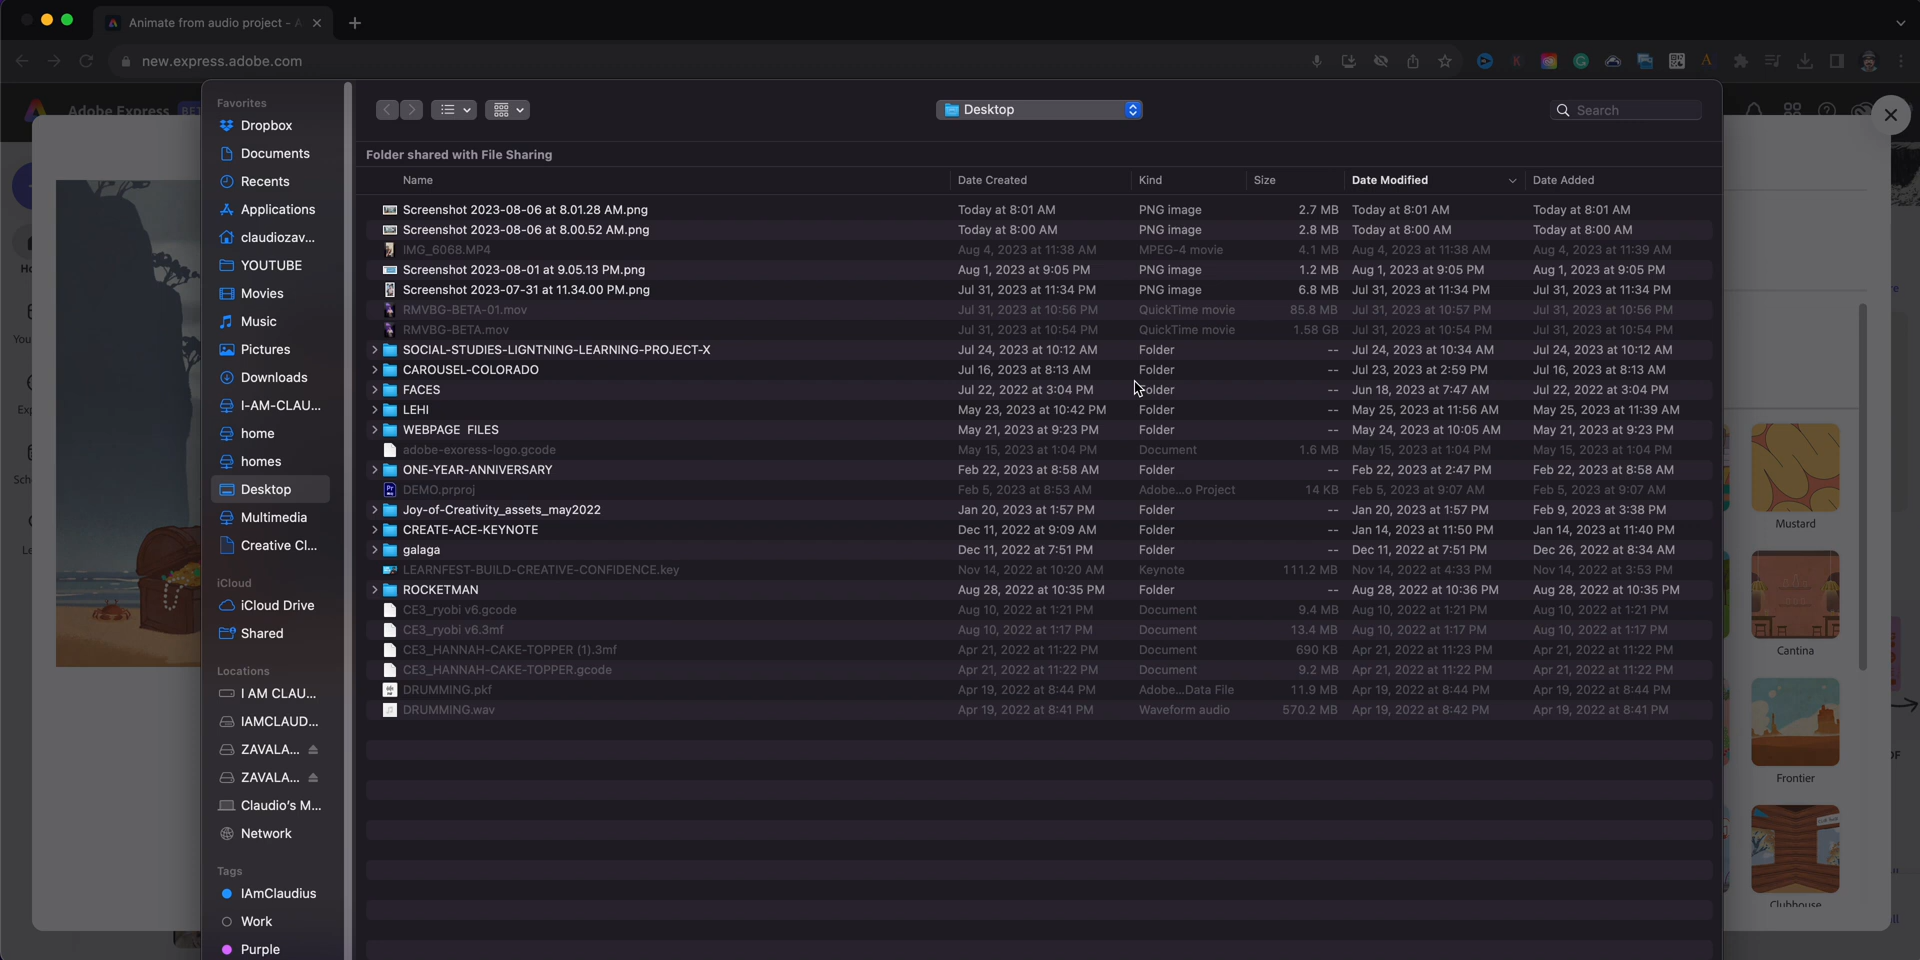 Animate from audio project - A
new.express.adobe.com
Adobe Express
Favorites
Dropbox
Documents
Recents
Applications
claudiozav...
YOUTUBE
Movies
Music
Pictures
Downloads
I-AM-CLAU...
home
homes
Desktop
Multimedia
Creative Cl...
iCloud
iCloud Drive
Shared
Locations
I AM CLAU...
IAMCLAUD...
ZAVALA...
ZAVALA...
Claudio's M...
Network
Tags
IAmClaudius
Work
Purple
Desktop
Search
Folder shared with File Sharing
Name Date Created Kind Size Date Modified Date Added
Screenshot 2023-08-06 at 8.01.28 AM.png Today at 8:01 AM PNG image 2.7 MB Today at 8:01 AM Today at 8:01 AM
Screenshot 2023-08-06 at 8.00.52 AM.png Today at 8:00 AM PNG image 2.8 MB Today at 8:00 AM Today at 8:00 AM
IMG_6068.MP4 Aug 4, 2023 at 11:38 AM MPEG-4 movie 4.1 MB Aug 4, 2023 at 11:38 AM Aug 4, 2023 at 11:39 AM
Screenshot 2023-08-01 at 9.05.13 PM.png Aug 1, 2023 at 9:05 PM PNG image 1.2 MB Aug 1, 2023 at 9:05 PM Aug 1, 2023 at 9:05 PM
Screenshot 2023-07-31 at 11.34.00 PM.png Jul 31, 2023 at 11:34 PM PNG image 6.8 MB Jul 31, 2023 at 11:34 PM Jul 31, 2023 at 11:34 PM
RMVBG-BETA-01.mov Jul 31, 2023 at 10:56 PM QuickTime movie 85.8 MB Jul 31, 2023 at 10:57 PM Jul 31, 2023 at 10:56 PM
RMVBG-BETA.mov Jul 31, 2023 at 10:54 PM QuickTime movie 1.58 GB Jul 31, 2023 at 10:54 PM Jul 31, 2023 at 10:54 PM
SOCIAL-STUDIES-LIGNTNING-LEARNING-PROJECT-X Jul 24, 2023 at 10:12 AM Folder -- Jul 24, 2023 at 10:34 AM Jul 24, 2023 at 10:12 AM
CAROUSEL-COLORADO Jul 16, 2023 at 8:13 AM Folder -- Jul 23, 2023 at 2:59 PM Jul 16, 2023 at 8:13 AM
FACES Jul 22, 2022 at 3:04 PM Folder -- Jun 18, 2023 at 7:47 AM Jul 22, 2022 at 3:04 PM
LEHI May 23, 2023 at 10:42 PM Folder -- May 25, 2023 at 11:56 AM May 25, 2023 at 11:39 AM
WEBPAGE FILES May 21, 2023 at 9:23 PM Folder -- May 24, 2023 at 10:05 AM May 21, 2023 at 9:23 PM
adobe-exoress-logo.gcode May 15, 2023 at 1:04 PM Document 1.6 MB May 15, 2023 at 1:04 PM May 15, 2023 at 1:04 PM
ONE-YEAR-ANNIVERSARY Feb 22, 2023 at 8:58 AM Folder -- Feb 22, 2023 at 2:47 PM Feb 22, 2023 at 8:58 AM
DEMO.prproj Feb 5, 2023 at 8:53 AM Adobe...o Project 14 KB Feb 5, 2023 at 9:07 AM Feb 5, 2023 at 9:07 AM
Joy-of-Creativity_assets_may2022 Jan 20, 2023 at 1:57 PM Folder -- Jan 20, 2023 at 1:57 PM Feb 9, 2023 at 3:38 PM
CREATE-ACE-KEYNOTE Dec 11, 2022 at 9:09 AM Folder -- Jan 14, 2023 at 11:50 PM Jan 14, 2023 at 11:40 PM
galaga Dec 11, 2022 at 7:51 PM Folder -- Dec 11, 2022 at 7:51 PM Dec 26, 2022 at 8:34 AM
LEARNFEST-BUILD-CREATIVE-CONFIDENCE.key Nov 14, 2022 at 10:20 AM Keynote 111.2 MB Nov 14, 2022 at 4:33 PM Nov 14, 2022 at 3:53 PM
ROCKETMAN Aug 28, 2022 at 10:35 PM Folder -- Aug 28, 2022 at 10:36 PM Aug 28, 2022 at 10:35 PM
CE3_ryobi v6.gcode Aug 10, 2022 at 1:21 PM Document 9.4 MB Aug 10, 2022 at 1:21 PM Aug 10, 2022 at 1:21 PM
CE3_ryobi v6.3mf Aug 10, 2022 at 1:17 PM Document 13.4 MB Aug 10, 2022 at 1:17 PM Aug 10, 2022 at 1:17 PM
CE3_HANNAH-CAKE-TOPPER (1).3mf Apr 21, 2022 at 11:22 PM Document 690 KB Apr 21, 2022 at 11:23 PM Apr 21, 2022 at 11:22 PM
CE3_HANNAH-CAKE-TOPPER.gcode Apr 21, 2022 at 11:22 PM Document 9.2 MB Apr 21, 2022 at 11:22 PM Apr 21, 2022 at 11:22 PM
DRUMMING.pkf Apr 19, 2022 at 8:44 PM Adobe...Data File 11.9 MB Apr 19, 2022 at 8:44 PM Apr 19, 2022 at 8:44 PM
DRUMMING.wav Apr 19, 2022 at 8:41 PM Waveform audio 570.2 MB Apr 19, 2022 at 8:42 PM Apr 19, 2022 at 8:41 PM
Mustard
Cantina
Frontier
Clubhouse